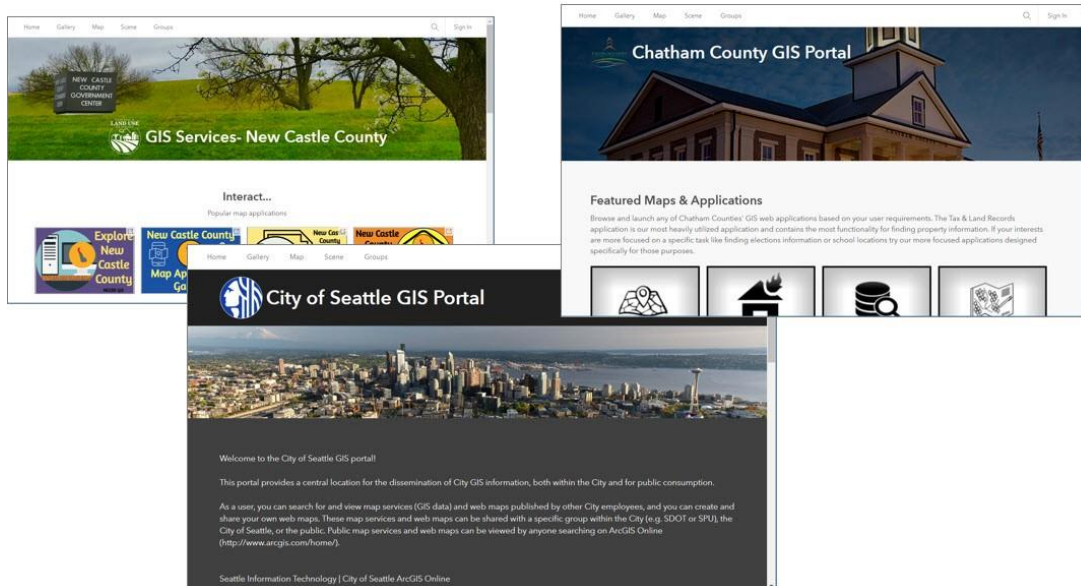 Home Gallery Map Scene Groups Sign In
NEW CASTLE
COUNTY
GOVERNMENT
CENTER
LAND USE
GIS Services- New Castle County
Interact...
Popular map applications
Explore
New
Castle
County
New Castle County
Map Ap
Ga
New Cas
County
New Castle
County
Home Gallery Map Scene Groups Sign In
Chatham County GIS Portal
Featured Maps & Applications
Browse and launch any of Chatham Counties' GIS web applications based on your user requirements. The Tax & Land Records
application is our most heavily utilized application and contains the most functionality for finding property information. If your interests
are more focused on a specific task like finding elections information or school locations try our more focused applications designed
specifically for those purposes.
Home Gallery Map Scene Groups
City of Seattle GIS Portal
Welcome to the City of Seattle GIS portal!
This portal provides a central location for the dissemination of City GIS information, both within the City and for public consumption.
As a user, you can search for and view map services (GIS data) and web maps published by other City employees, and you can create and
share your own web maps. These map services and web maps can be shared with a specific group within the City (e.g. SDOT or SPU), the
City of Seattle, or the public. Public map services and web maps can be viewed by anyone searching on ArcGIS Online
(http://www.arcgis.com/home/).
Seattle Information Technology | City of Seattle ArcGIS Online